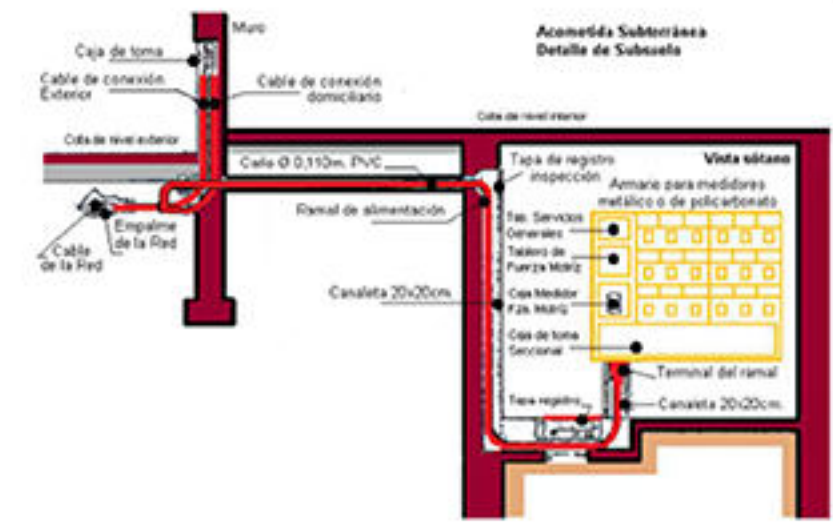 Muro
Acometida Subterránea
Detalle de Subsuelo
Caja de toma
Cable de conexión
Exterior
Cable de conexión
domiciliario
Cota de nivel interior
Cota de nivel exterior
Caño Ø 0,110m. PVC
Tapa de registro
inspección
Vista sótano
Armario para medidores
metálico o de policarbonato
Ramal de alimentación
Tab. Servicios
Generales
Empalme
de la Red
Cable
de la Red
Tablero de
Fuerza Motriz
Canaleta 20x20cm.
Caja Medidor
Fza. Motriz
Caja de toma
Seccional
Terminal del ramal
Tapa registro
Canaleta 20x20cm.